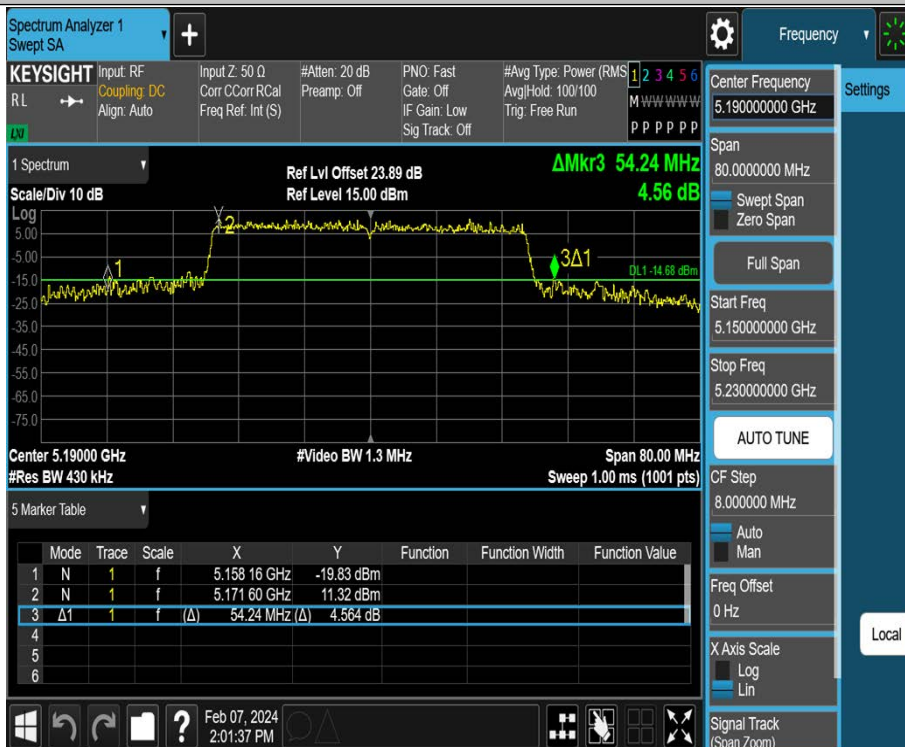 Spectrum Analyzer 1
Swept SA
+
Frequency
KEYSIGHT
RL
LXI
Input: RF
Coupling: DC
Align: Auto
Input Z: 50 Ω
Corr CCorr RCal
Freq Ref: Int (S)
#Atten: 20 dB
Preamp: Off
PNO: Fast
Gate: Off
IF Gain: Low
Sig Track: Off
#Avg Type: Power (RMS
Avg|Hold: 100/100
Trig: Free Run
1 2 3 4 5 6
M W W W W W
P P P P P P
1 Spectrum
Scale/Div 10 dB
Ref Lvl Offset 23.89 dB
Ref Level 15.00 dBm
ΔMkr3 54.24 MHz
4.56 dB
Log
5.00
-5.00
-15.0
-25.0
-35.0
-45.0
-55.0
-65.0
-75.0
1
2
3Δ1
DL1 -14.68 dBm
Center 5.19000 GHz
#Video BW 1.3 MHz
Span 80.00 MHz
#Res BW 430 kHz
Sweep 1.00 ms (1001 pts)
5 Marker Table
Mode Trace Scale X Y Function Function Width Function Value
1 N 1 f 5.158 16 GHz -19.83 dBm
2 N 1 f 5.171 60 GHz 11.32 dBm
3 Δ1 1 f (Δ) 54.24 MHz (Δ) 4.564 dB
4
5
6
?
Feb 07, 2024
2:01:37 PM
Center Frequency
5.190000000 GHz
Span
80.0000000 MHz
Swept Span
Zero Span
Full Span
Start Freq
5.150000000 GHz
Stop Freq
5.230000000 GHz
AUTO TUNE
CF Step
8.000000 MHz
Auto
Man
Freq Offset
0 Hz
X Axis Scale
Log
Lin
Signal Track
(Span Zoom)
Settings
Local